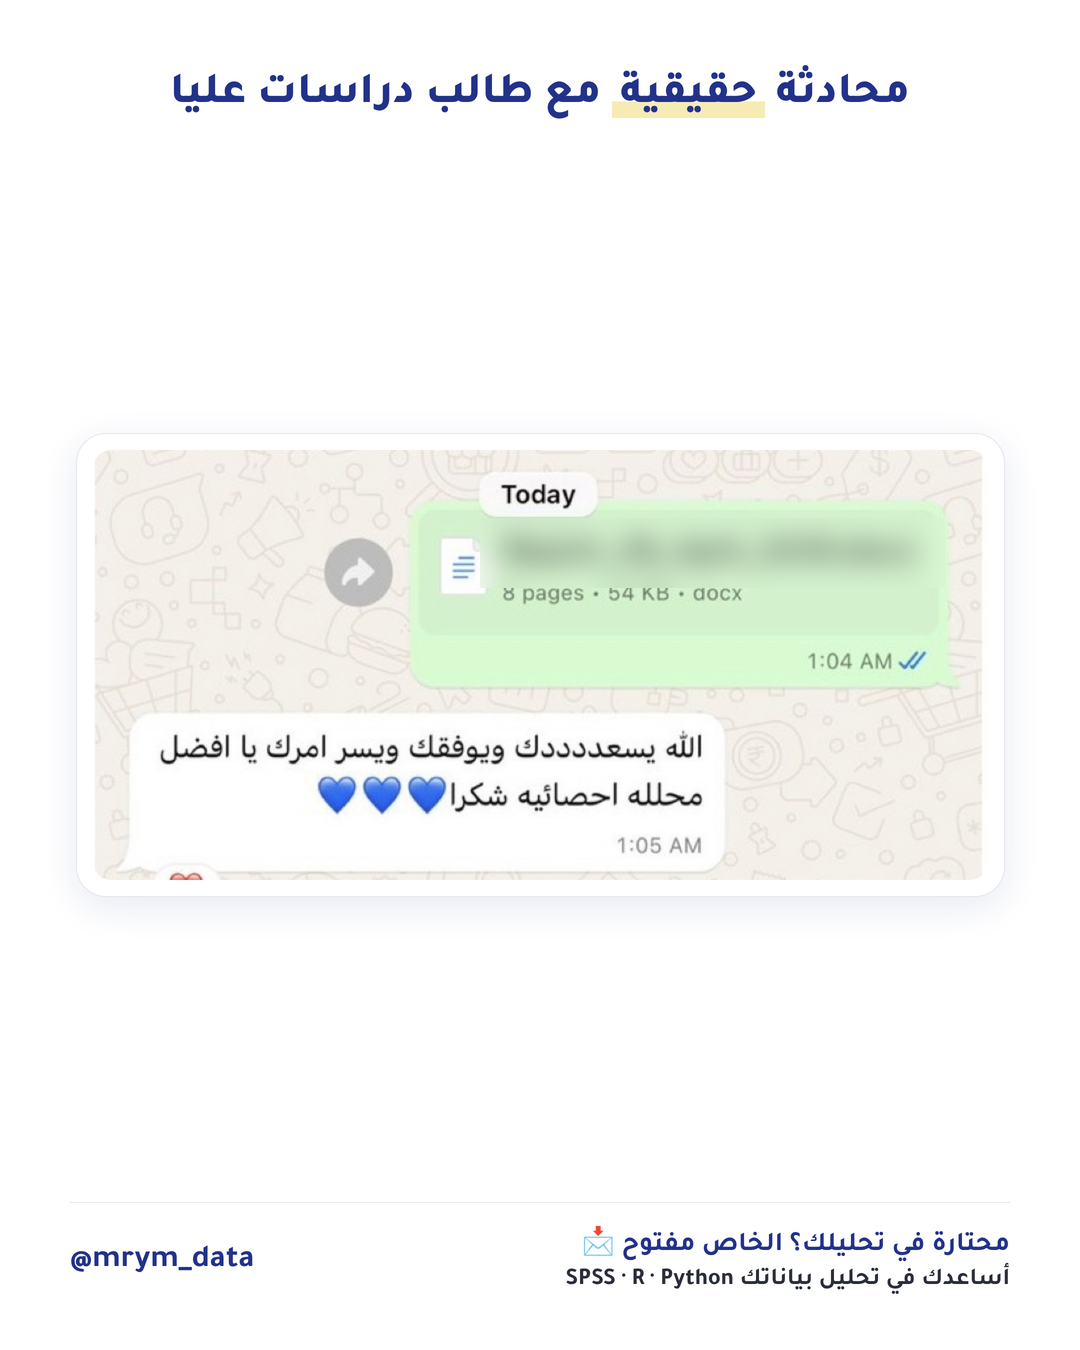 محادثة حقيقية مع طالب دراسات عليا
Today
8 pages • 54 KB • docx
1:04 AM
الله يسعددددك ويوفقك ويسر امرك يا افضل
محلله احصائيه شكرا💙💙💙
1:05 AM
محتارة في تحليلك؟ الخاص مفتوح 📩
أساعدك في تحليل بياناتك SPSS · R · Python
@mrym_data